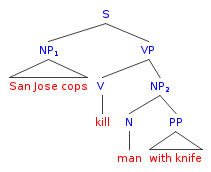 S
NP₁ VP
San Jose cops V NP₂
kill N PP
man with knife